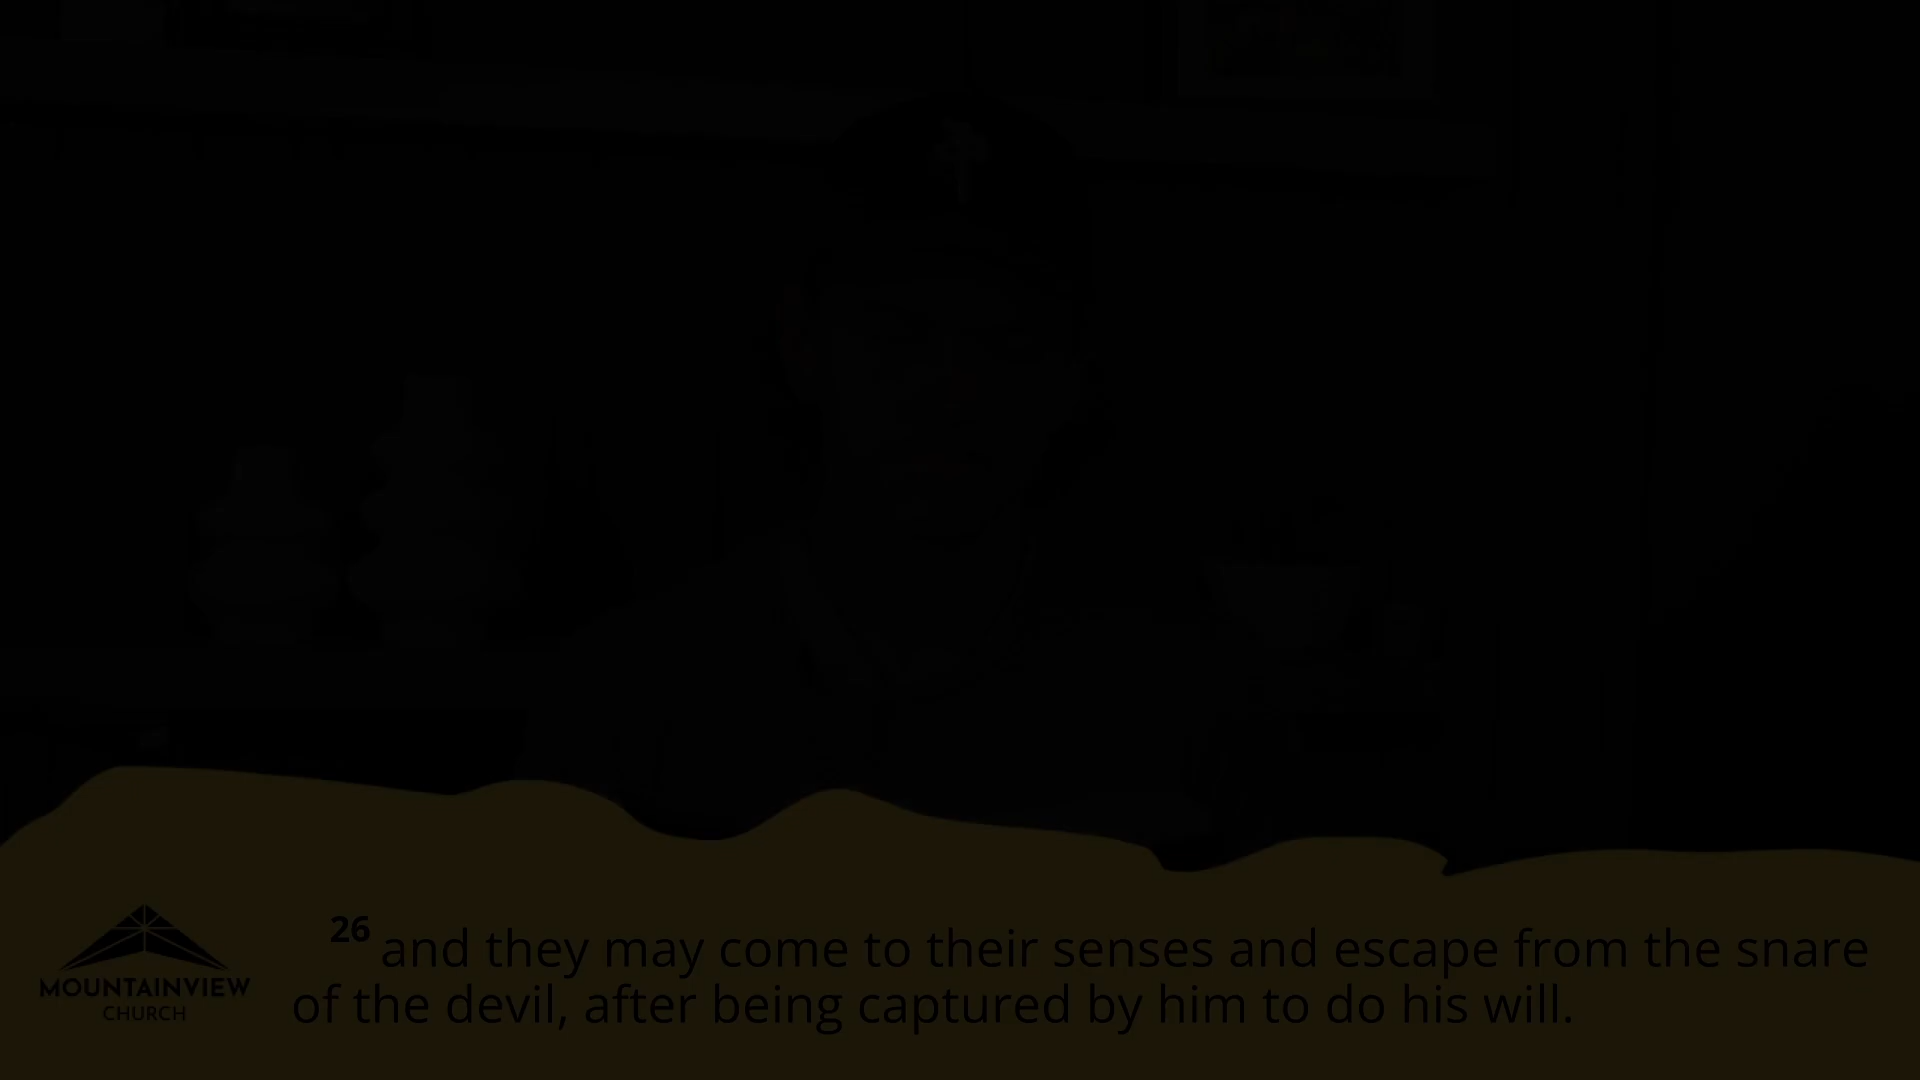 26 and they may come to their senses and escape from the snare
of the devil, after being captured by him to do his will.
MOUNTAINVIEW
CHURCH